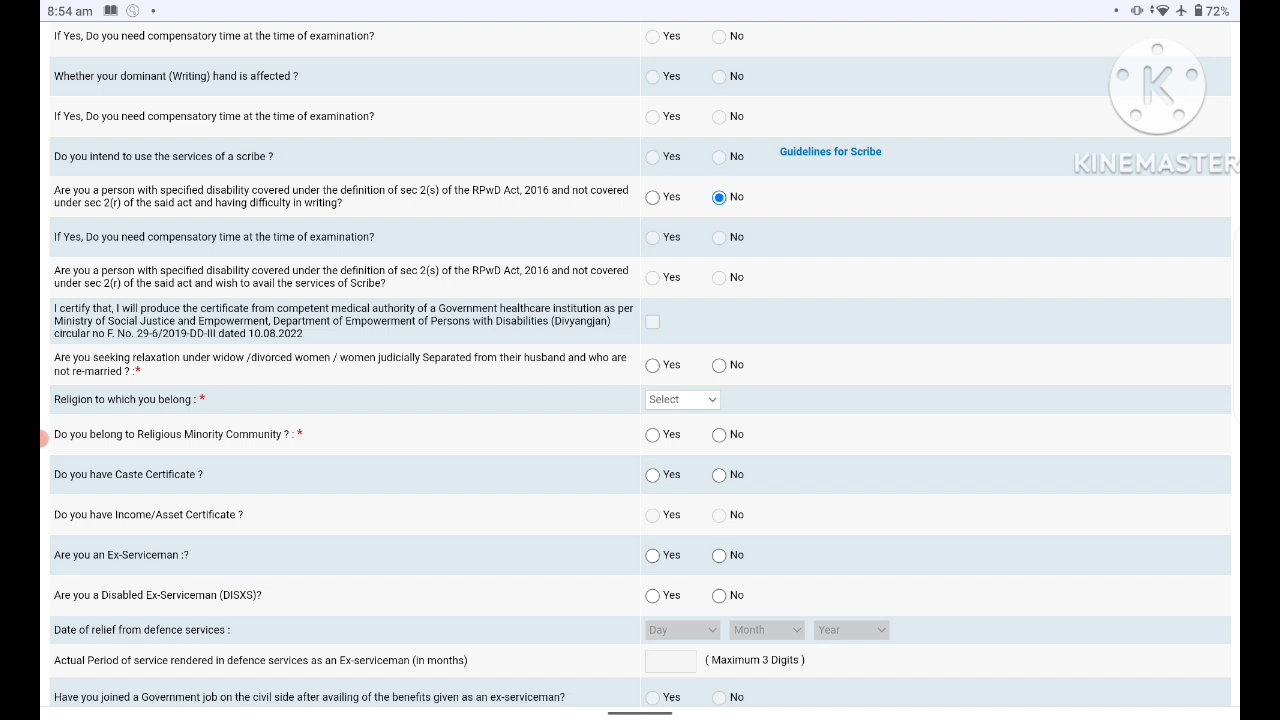 8:54 am
72%
If Yes, Do you need compensatory time at the time of examination? Yes No
Whether your dominant (Writing) hand is affected ? Yes No
If Yes, Do you need compensatory time at the time of examination? Yes No
Do you intend to use the services of a scribe ? Yes No Guidelines for Scribe
K
KINEMASTER
Are you a person with specified disability covered under the definition of sec 2(s) of the RPwD Act, 2016 and not covered
under sec 2(r) of the said act and having difficulty in writing? Yes No
If Yes, Do you need compensatory time at the time of examination? Yes No
Are you a person with specified disability covered under the definition of sec 2(s) of the RPwD Act, 2016 and not covered
under sec 2(r) of the said act and wish to avail the services of Scribe? Yes No
I certify that, I will produce the certificate from competent medical authority of a Government healthcare institution as per
Ministry of Social Justice and Empowerment, Department of Empowerment of Persons with Disabilities (Divyangjan)
circular no F. No. 29-6/2019-DD-III dated 10.08.2022
Are you seeking relaxation under widow /divorced women / women judicially Separated from their husband and who are
not re-married ? :* Yes No
Religion to which you belong : * Select
Do you belong to Religious Minority Community ? : * Yes No
Do you have Caste Certificate ? Yes No
Do you have Income/Asset Certificate ? Yes No
Are you an Ex-Serviceman :? Yes No
Are you a Disabled Ex-Serviceman (DISXS)? Yes No
Date of relief from defence services : Day Month Year
Actual Period of service rendered in defence services as an Ex-serviceman (in months) ( Maximum 3 Digits )
Have you joined a Government job on the civil side after availing of the benefits given as an ex-serviceman? Yes No